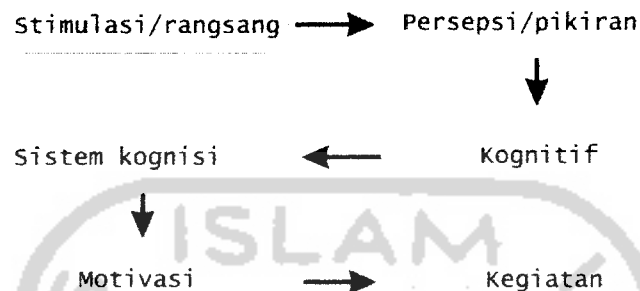 Stimulasi/rangsang Persepsi/pikiran
Sistem kognisi Kognitif
ISLAM
Motivasi Kegiatan